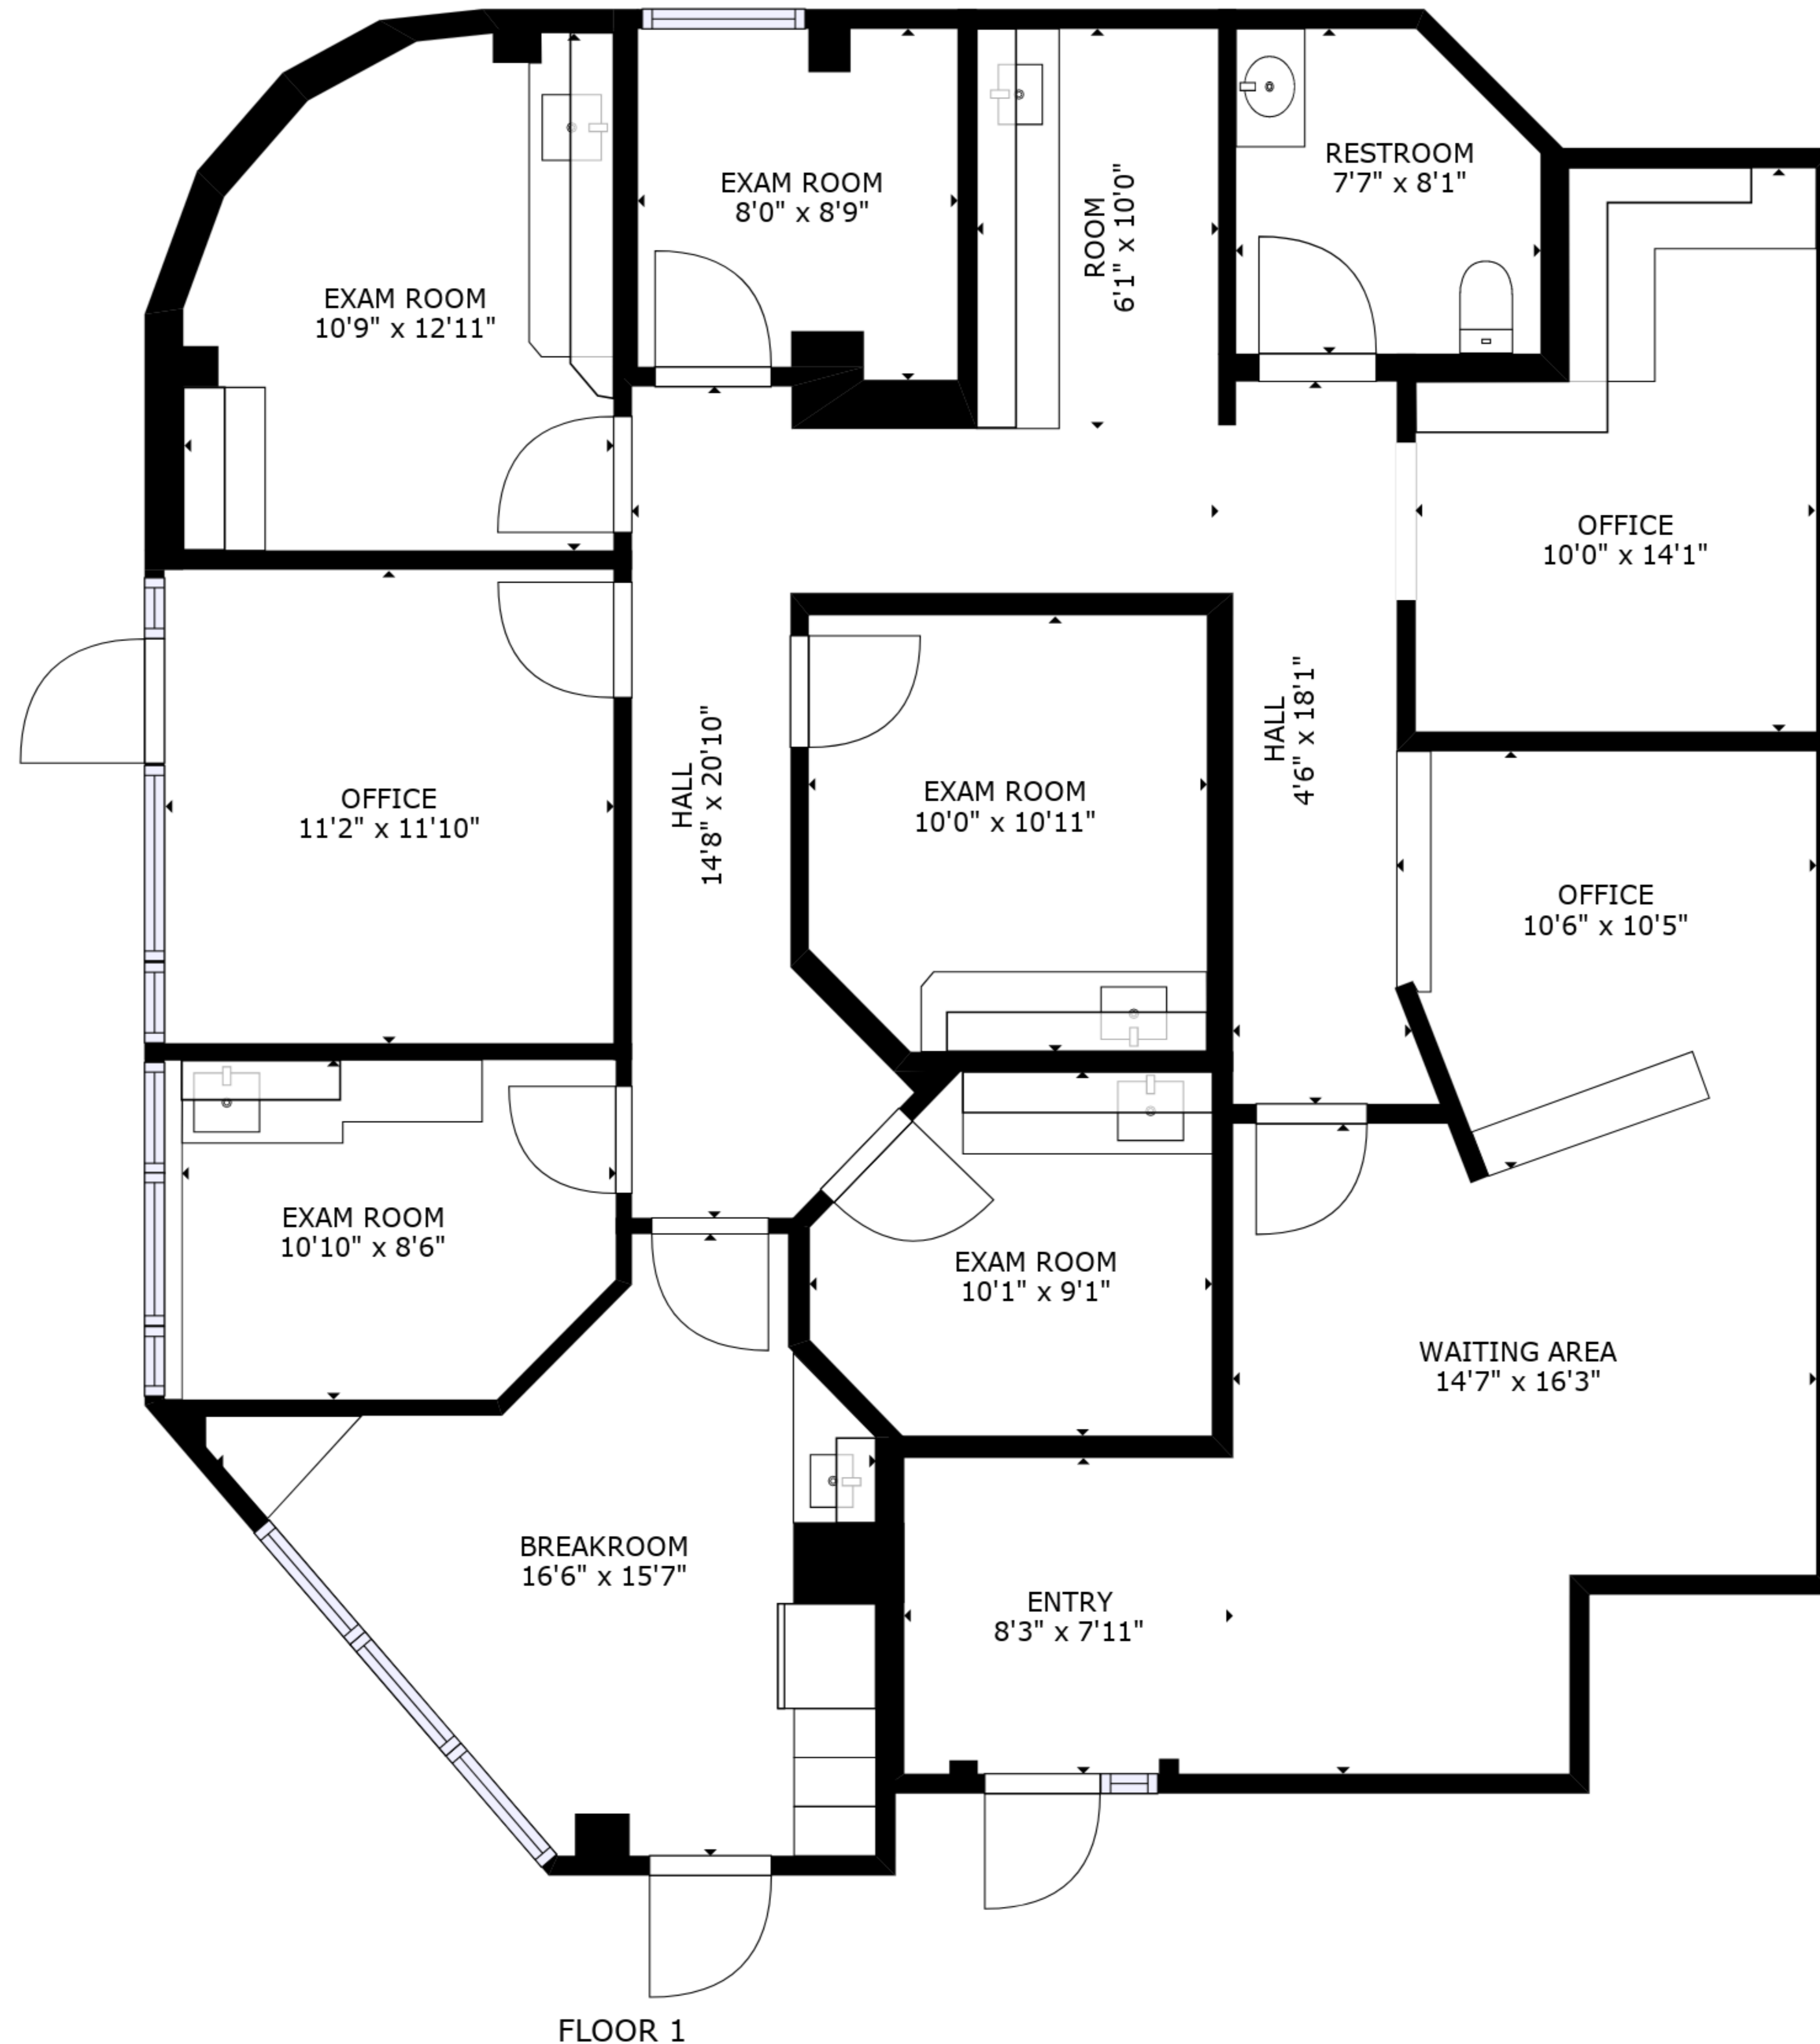 RESTROOM
7'7" x 8'1"
EXAM ROOM
8'0" x 8'9"
ROOM
6'1" x 10'0"
EXAM ROOM
10'9" x 12'11"
OFFICE
10'0" x 14'1"
HALL
4'6" x 18'1"
HALL
14'8" x 20'10"
OFFICE
11'2" x 11'10"
EXAM ROOM
10'0" x 10'11"
OFFICE
10'6" x 10'5"
EXAM ROOM
10'10" x 8'6"
EXAM ROOM
10'1" x 9'1"
WAITING AREA
14'7" x 16'3"
BREAKROOM
16'6" x 15'7"
ENTRY
8'3" x 7'11"
FLOOR 1